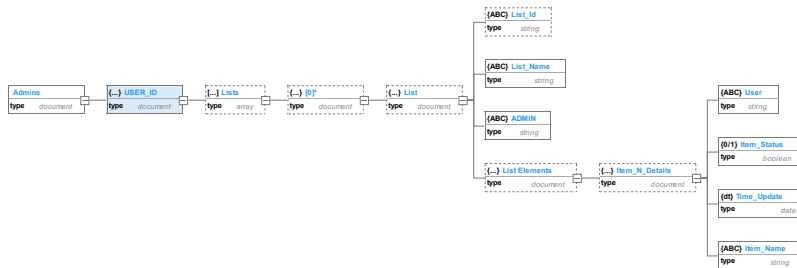 {ABC} List_Id
type string
{ABC} List_Name
type string
Admins
type document
{...} USER_ID
type document
[...] Lists
type array
{...} [0]*
type document
{...} List
type document
{ABC} User
type string
{ABC} ADMIN
type string
{0/1} Item_Status
type boolean
{...} List Elements
type document
{...} Item_N_Details
type document
{dt} Time_Update
type date
{ABC} Item_Name
type string